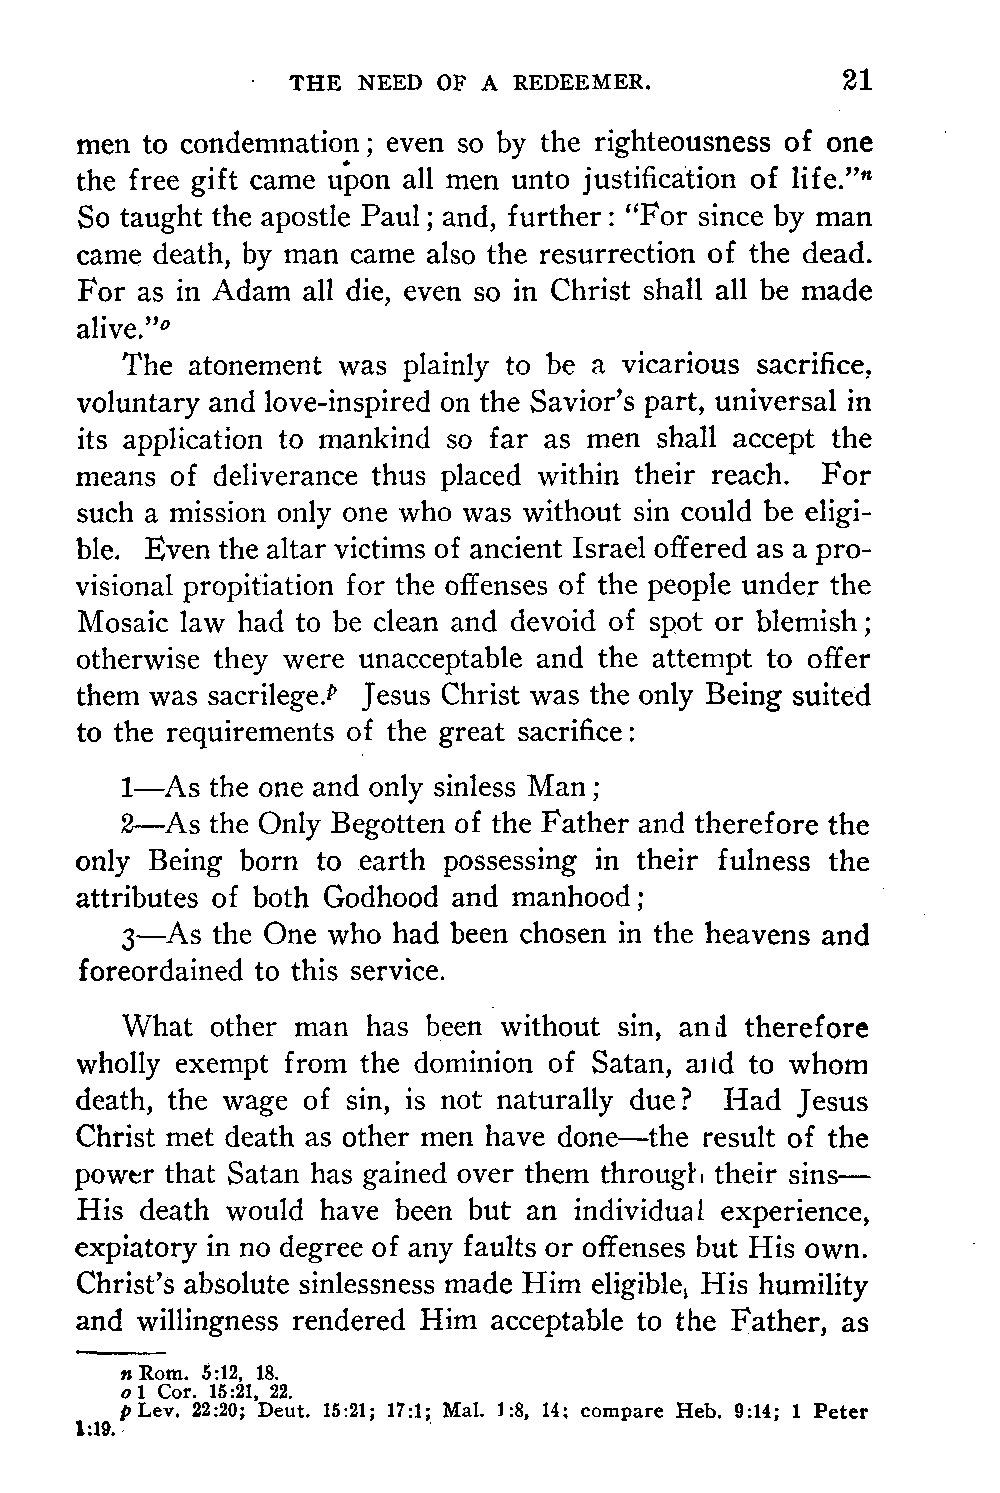 THE NEED OF A REDEEMER. 21
men to condemnation; even so by the righteousness of one
the free gift came upon all men unto justification of life."n
So taught the apostle Paul; and, further: "For since by man
came death, by man came also the resurrection of the dead.
For as in Adam all die, even so in Christ shall all be made
alive."o
The atonement was plainly to be a vicarious sacrifice,
voluntary and love-inspired on the Savior's part, universal in
its application to mankind so far as men shall accept the
means of deliverance thus placed within their reach. For
such a mission only one who was without sin could be eligi-
ble. Even the altar victims of ancient Israel offered as a pro-
visional propitiation for the offenses of the people under the
Mosaic law had to be clean and devoid of spot or blemish;
otherwise they were unacceptable and the attempt to offer
them was sacrilege.p Jesus Christ was the only Being suited
to the requirements of the great sacrifice:
1—As the one and only sinless Man;
2—As the Only Begotten of the Father and therefore the
only Being born to earth possessing in their fulness the
attributes of both Godhood and manhood;
3—As the One who had been chosen in the heavens and
foreordained to this service.
What other man has been without sin, and therefore
wholly exempt from the dominion of Satan, and to whom
death, the wage of sin, is not naturally due? Had Jesus
Christ met death as other men have done—the result of the
power that Satan has gained over them through their sins—
His death would have been but an individual experience,
expiatory in no degree of any faults or offenses but His own.
Christ's absolute sinlessness made Him eligible, His humility
and willingness rendered Him acceptable to the Father, as
n Rom. 5:12, 18.
o 1 Cor. 15:21, 22.
p Lev. 22:20; Deut. 15:21; 17:1; Mal. 1:8, 14; compare Heb. 9:14; 1 Peter
1:19.